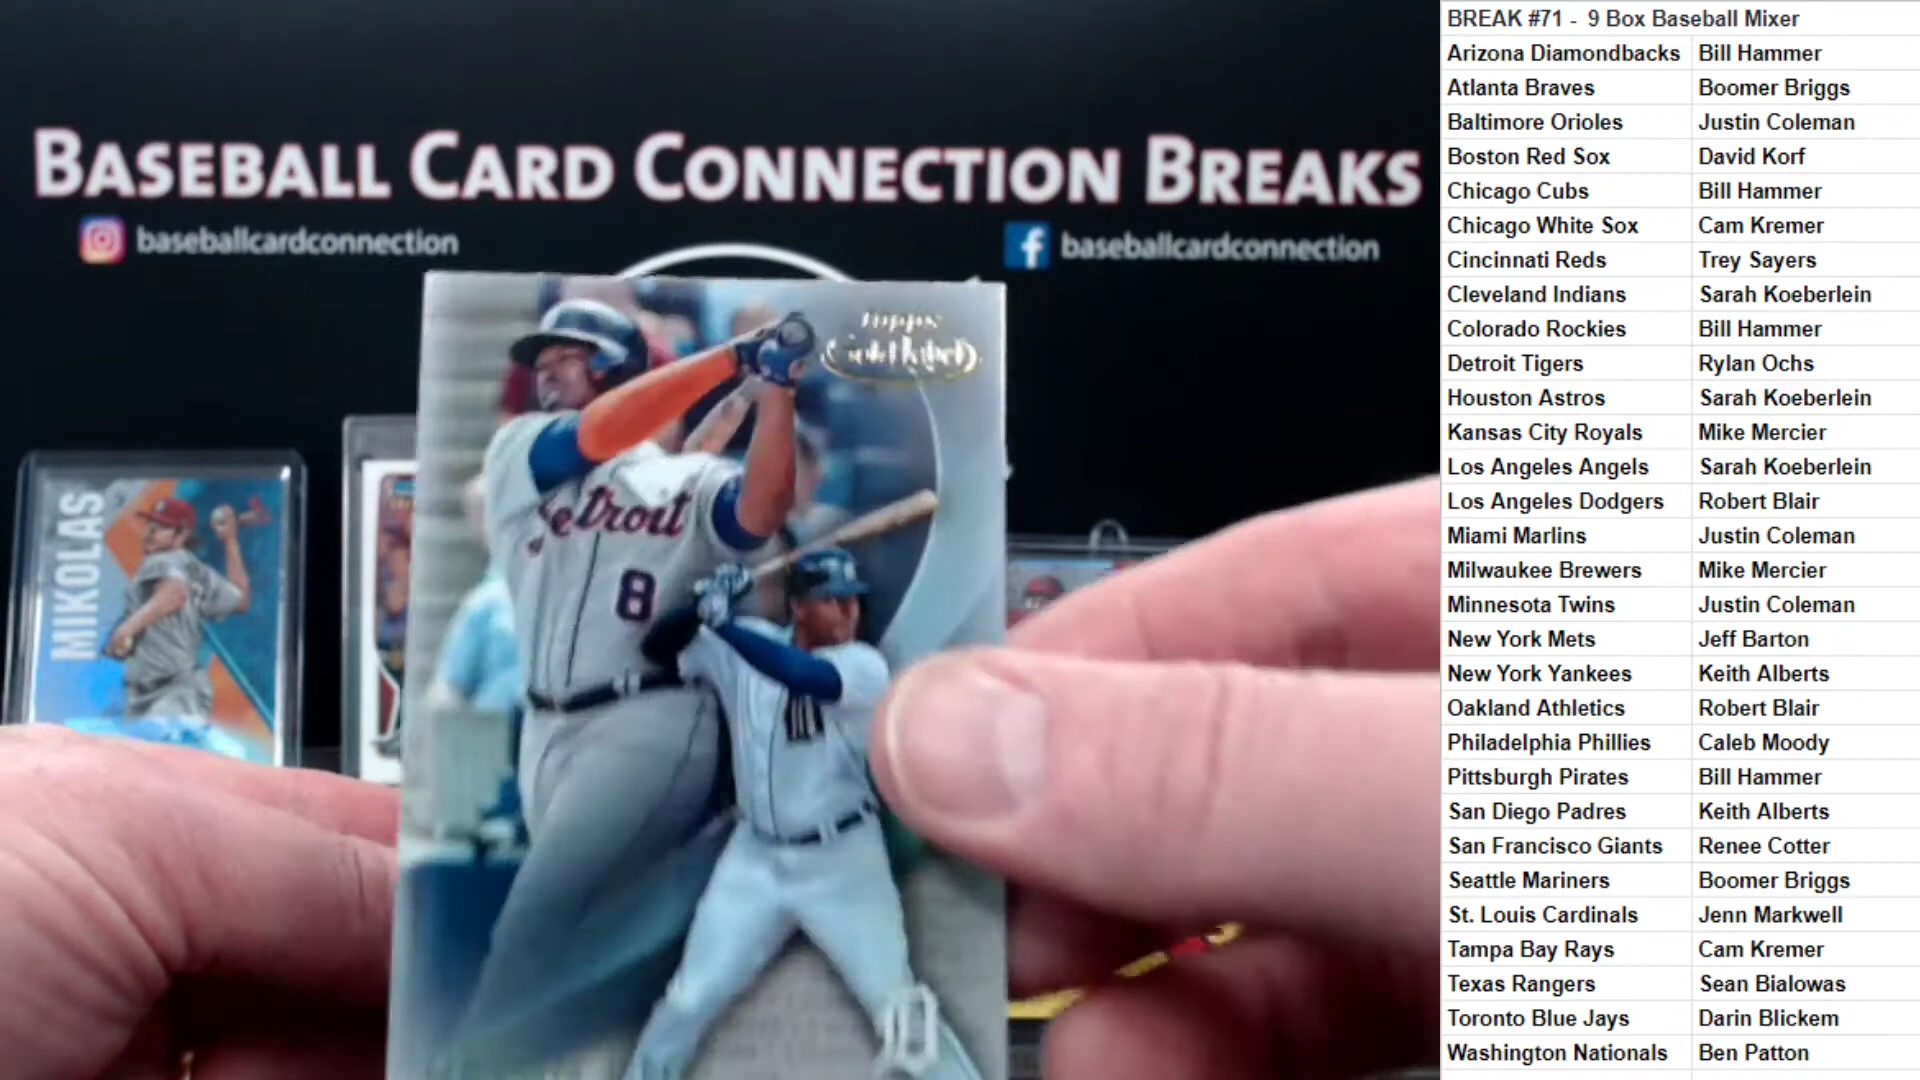 BASEBALL CARD CONNECTION BREAKS
baseballcardconnection
baseballcardconnection
topps
Gold Label
Detroit
8
MIKOLAS
BREAK #71 - 9 Box Baseball Mixer
Arizona Diamondbacks Bill Hammer
Atlanta Braves Boomer Briggs
Baltimore Orioles Justin Coleman
Boston Red Sox David Korf
Chicago Cubs Bill Hammer
Chicago White Sox Cam Kremer
Cincinnati Reds Trey Sayers
Cleveland Indians Sarah Koeberlein
Colorado Rockies Bill Hammer
Detroit Tigers Rylan Ochs
Houston Astros Sarah Koeberlein
Kansas City Royals Mike Mercier
Los Angeles Angels Sarah Koeberlein
Los Angeles Dodgers Robert Blair
Miami Marlins Justin Coleman
Milwaukee Brewers Mike Mercier
Minnesota Twins Justin Coleman
New York Mets Jeff Barton
New York Yankees Keith Alberts
Oakland Athletics Robert Blair
Philadelphia Phillies Caleb Moody
Pittsburgh Pirates Bill Hammer
San Diego Padres Keith Alberts
San Francisco Giants Renee Cotter
Seattle Mariners Boomer Briggs
St. Louis Cardinals Jenn Markwell
Tampa Bay Rays Cam Kremer
Texas Rangers Sean Bialowas
Toronto Blue Jays Darin Blickem
Washington Nationals Ben Patton